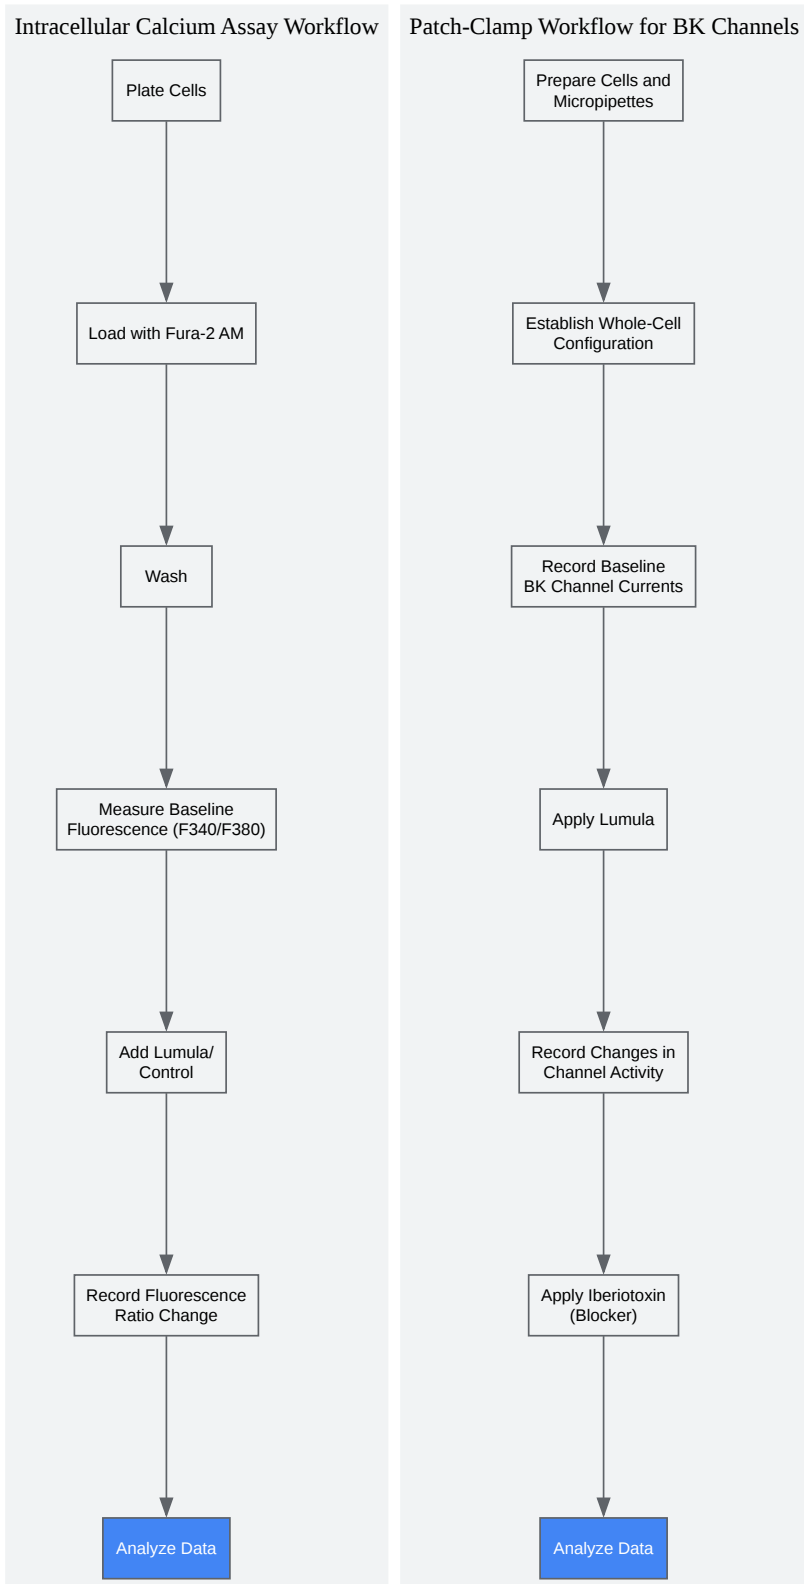 Intracellular Calcium Assay Workflow
Plate Cells
Load with Fura-2 AM
Wash
Measure Baseline
Fluorescence (F340/F380)
Add Lumula/
Control
Record Fluorescence
Ratio Change
Analyze Data
Patch-Clamp Workflow for BK Channels
Prepare Cells and
Micropipettes
Establish Whole-Cell
Configuration
Record Baseline
BK Channel Currents
Apply Lumula
Record Changes in
Channel Activity
Apply Iberiotoxin
(Blocker)
Analyze Data